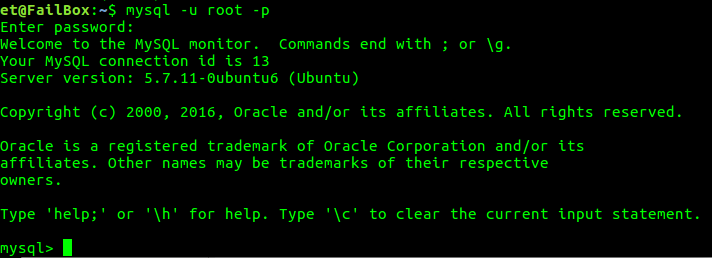 et@FailBox:~$ mysql -u root -p
Enter password:
Welcome to the MySQL monitor.  Commands end with ; or \g.
Your MySQL connection id is 13
Server version: 5.7.11-0ubuntu6 (Ubuntu)

Copyright (c) 2000, 2016, Oracle and/or its affiliates. All rights reserved.

Oracle is a registered trademark of Oracle Corporation and/or its
affiliates. Other names may be trademarks of their respective
owners.

Type 'help;' or '\h' for help. Type '\c' to clear the current input statement.

mysql>